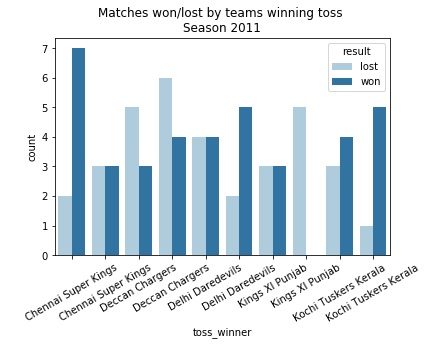 Matches won/lost by teams winning toss
Season 2011
result
lost
won
count
7
6
5
4
3
2
1
0
Chennai Super Kings
Chennai Super Kings
Deccan Chargers
Deccan Chargers
Delhi Daredevils
Delhi Daredevils
Kings XI Punjab
Kings XI Punjab
Kochi Tuskers Kerala
Kochi Tuskers Kerala
toss_winner